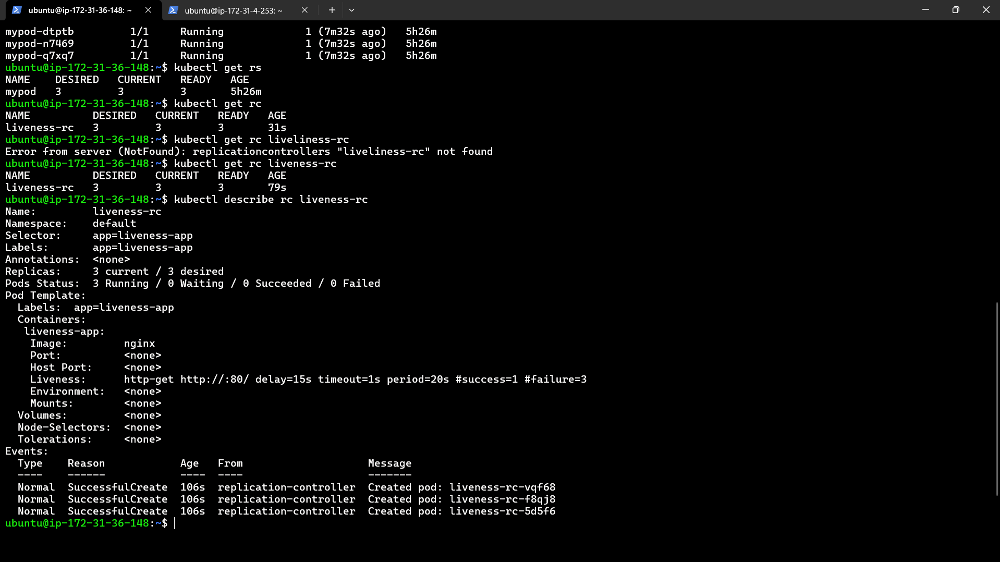 ubuntu@ip-172-31-36-148: ~
ubuntu@ip-172-31-4-253: ~
mypod-dtptb         1/1     Running             1 (7m32s ago)   5h26m
mypod-n7469         1/1     Running             1 (7m32s ago)   5h26m
mypod-q7xq7         1/1     Running             1 (7m32s ago)   5h26m
ubuntu@ip-172-31-36-148:~$ kubectl get rs
NAME    DESIRED   CURRENT   READY   AGE
mypod   3         3         3       5h26m
ubuntu@ip-172-31-36-148:~$ kubectl get rc
NAME          DESIRED   CURRENT   READY   AGE
liveness-rc   3         3         3       31s
ubuntu@ip-172-31-36-148:~$ kubectl get rc liveliness-rc
Error from server (NotFound): replicationcontrollers "liveliness-rc" not found
ubuntu@ip-172-31-36-148:~$ kubectl get rc liveness-rc
NAME          DESIRED   CURRENT   READY   AGE
liveness-rc   3         3         3       79s
ubuntu@ip-172-31-36-148:~$ kubectl describe rc liveness-rc
Name:         liveness-rc
Namespace:    default
Selector:     app=liveness-app
Labels:       app=liveness-app
Annotations:  <none>
Replicas:     3 current / 3 desired
Pods Status:  3 Running / 0 Waiting / 0 Succeeded / 0 Failed
Pod Template:
  Labels:  app=liveness-app
  Containers:
   liveness-app:
    Image:         nginx
    Port:          <none>
    Host Port:     <none>
    Liveness:      http-get http://:80/ delay=15s timeout=1s period=20s #success=1 #failure=3
    Environment:   <none>
    Mounts:        <none>
  Volumes:         <none>
  Node-Selectors:  <none>
  Tolerations:     <none>
Events:
  Type    Reason            Age   From                    Message
  ----    ------            ----  ----                    -------
  Normal  SuccessfulCreate  106s  replication-controller  Created pod: liveness-rc-vqf68
  Normal  SuccessfulCreate  106s  replication-controller  Created pod: liveness-rc-f8qj8
  Normal  SuccessfulCreate  106s  replication-controller  Created pod: liveness-rc-5d5f6
ubuntu@ip-172-31-36-148:~$